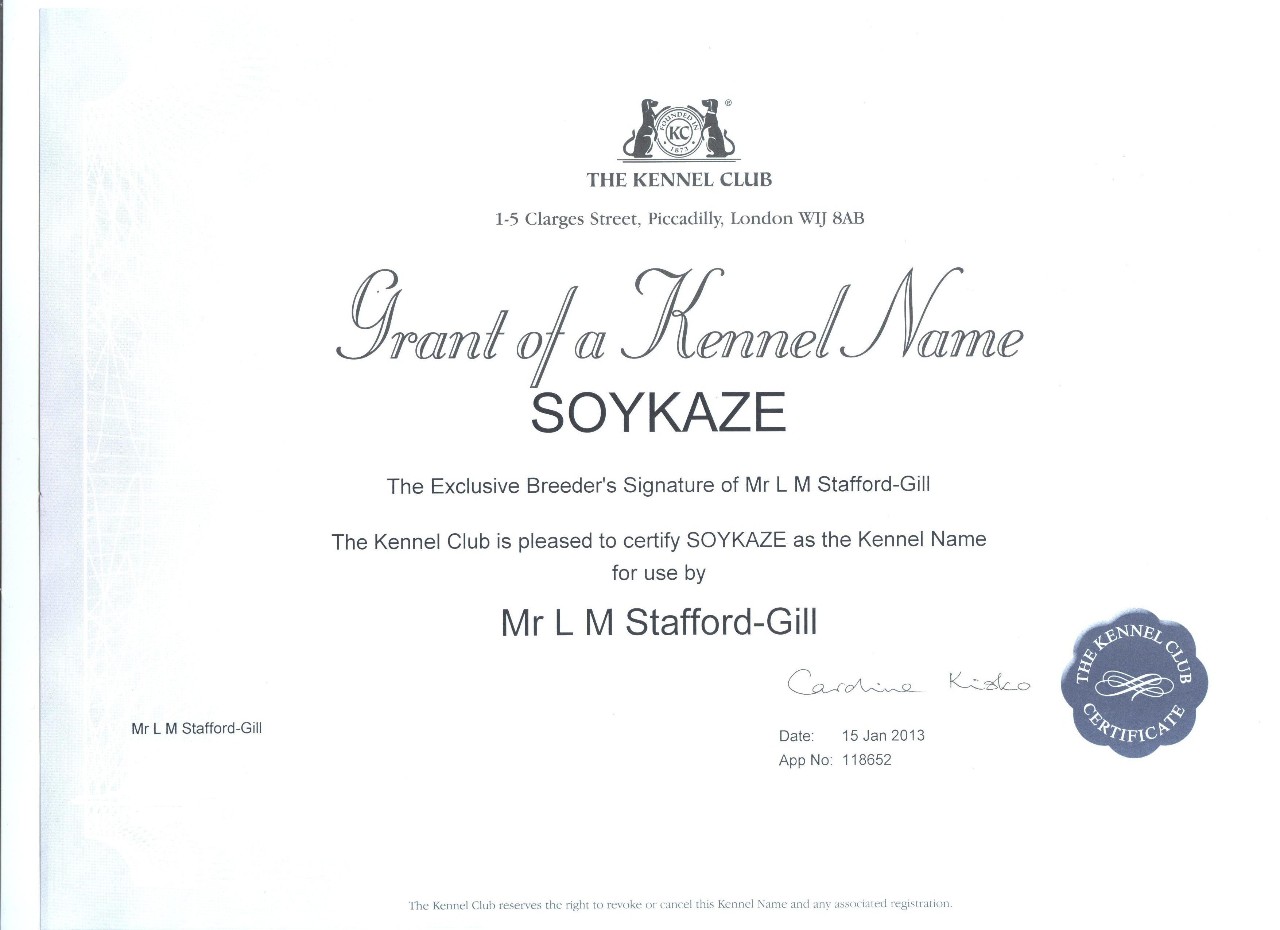 FOUNDED IN
KC
1873
®
THE KENNEL CLUB
1-5 Clarges Street, Piccadilly, London WIJ 8AB
Grant of a Kennel Name
SOYKAZE
The Exclusive Breeder's Signature of Mr L M Stafford-Gill
The Kennel Club is pleased to certify SOYKAZE as the Kennel Name
for use by
Mr L M Stafford-Gill
Caroline Kisko
THE KENNEL CLUB
CERTIFICATE
Mr L M Stafford-Gill
Date: 15 Jan 2013
App No: 118652
The Kennel Club reserves the right to revoke or cancel this Kennel Name and any associated registration.